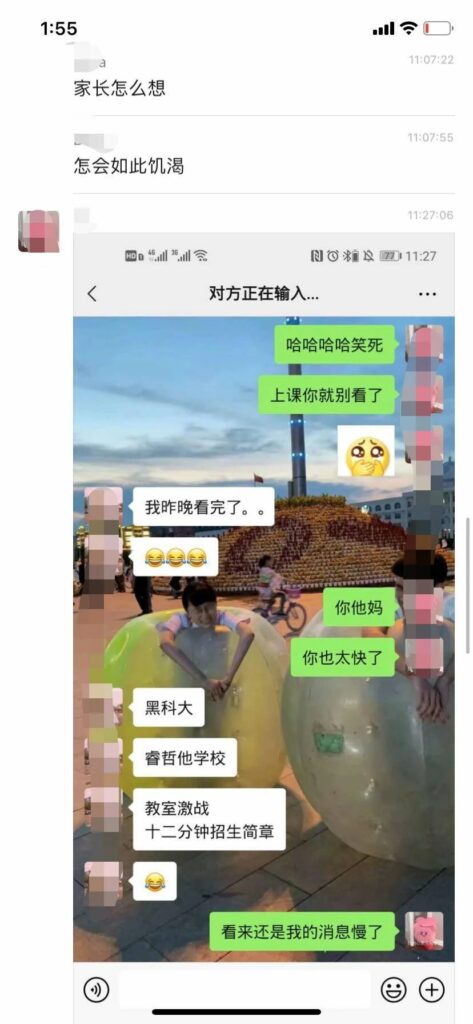 1:55
a
11:07:22
家长怎么想
11:07:55
怎会如此饥渴
11:27:06
HD 4G 3G 77 11:27
对方正在输入...
哈哈哈哈笑死
上课你就别看了
我昨晚看完了。。
你他妈
你也太快了
黑科大
睿哲他学校
教室激战
十二分钟招生简章
看来还是我的消息慢了